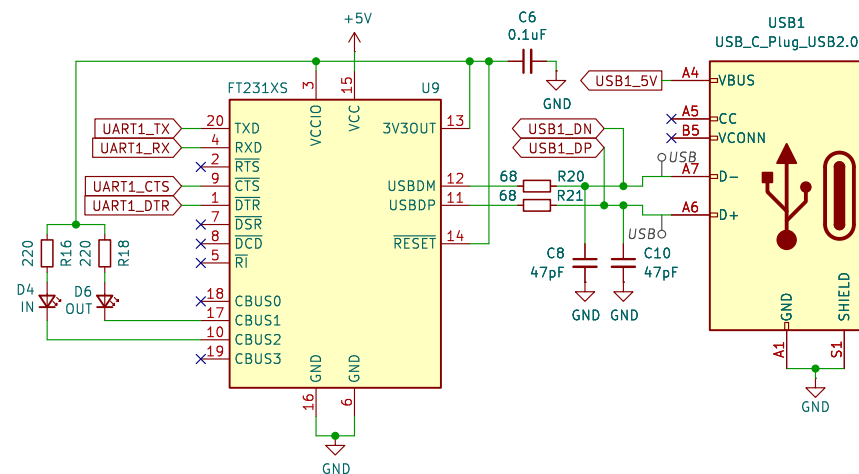 +5V
C6
0.1uF
GND
USB1
USB_C_Plug_USB2.0
FT231XS
U9
3
VCCIO
15
VCC
20 TXD
4 RXD
2 RTS
9 CTS
1 DTR
7 DSR
8 DCD
5 RI
18 CBUS0
17 CBUS1
10 CBUS2
19 CBUS3
3V3OUT 13
USBDM 12
USBDP 11
RESET 14
GND
16
GND
6
GND
UART1_TX
UART1_RX
UART1_CTS
UART1_DTR
220
R16
220
R18
D4
IN
D6
OUT
USB1_5V
USB1_DN
USB1_DP
68 R20
68 R21
USB
USB
C8
47pF
GND
C10
47pF
GND
A4 VBUS
A5 CC
B5 VCONN
A7 D-
A6 D+
GND
A1
SHIELD
S1
GND